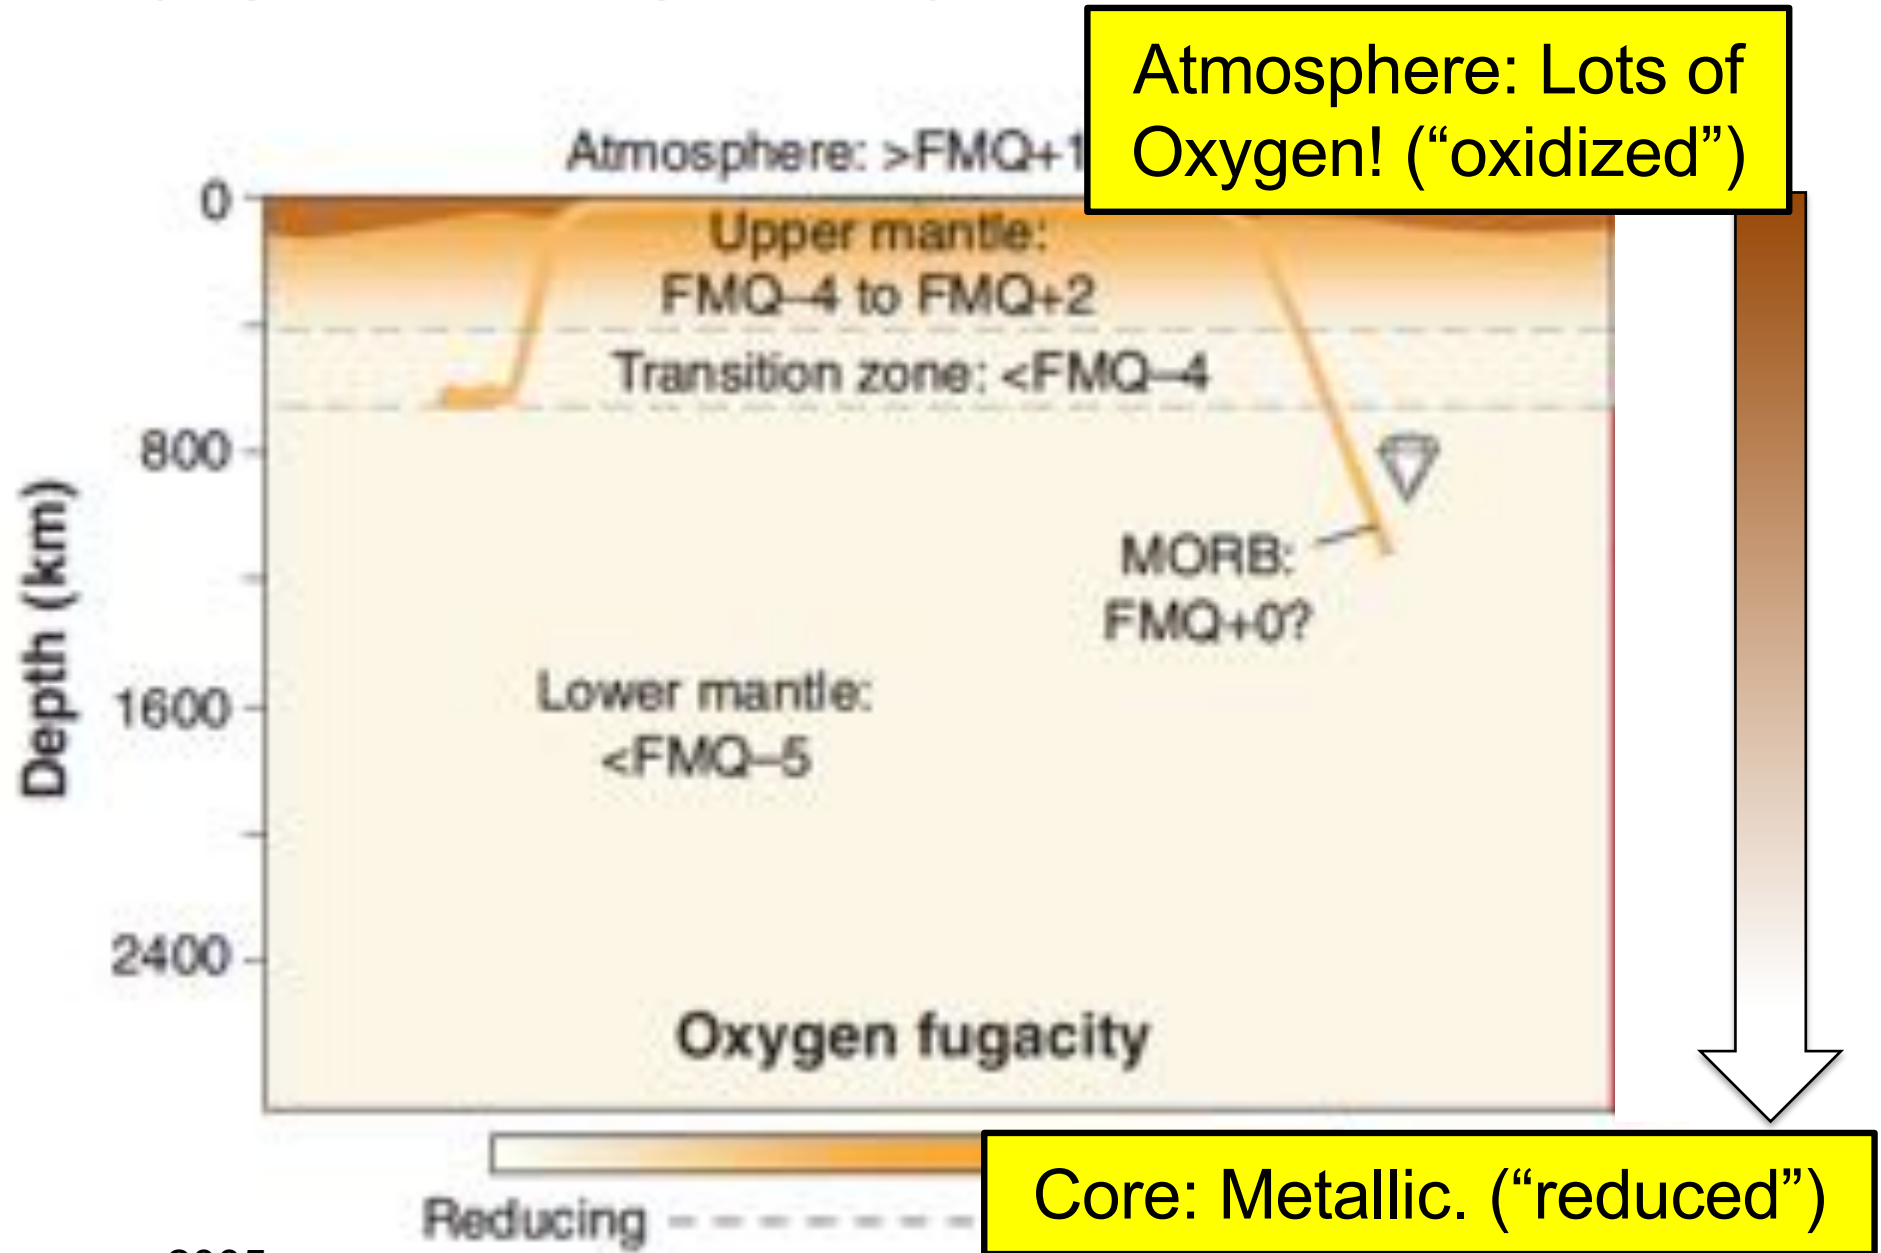 Atmosphere: Lots of
Oxygen! (“oxidized”)
Atmosphere: >FMQ+1
0
Upper mantle:
FMQ–4 to FMQ+2
Transition zone: <FMQ–4
800
MORB:
FMQ+0?
Depth (km)
1600
Lower mantle:
<FMQ–5
2400
Oxygen fugacity
Core: Metallic. (“reduced”)
Reducing